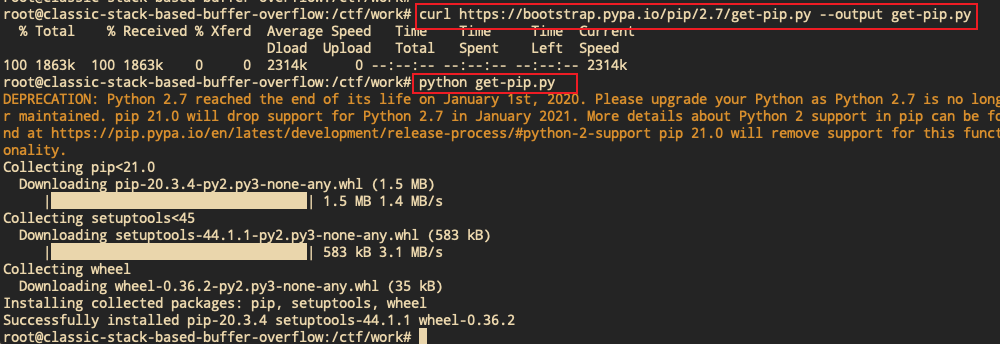 root@classic-stack-based-buffer-overflow:/ctf/work# curl https://bootstrap.pypa.io/pip/2.7/get-pip.py --output get-pip.py
  % Total    % Received % Xferd  Average Speed   Time    Time     Time  Current
                                 Dload  Upload   Total   Spent    Left  Speed
100 1863k  100 1863k    0     0  2314k      0 --:--:-- --:--:-- --:--:-- 2314k
root@classic-stack-based-buffer-overflow:/ctf/work# python get-pip.py
DEPRECATION: Python 2.7 reached the end of its life on January 1st, 2020. Please upgrade your Python as Python 2.7 is no long
r maintained. pip 21.0 will drop support for Python 2.7 in January 2021. More details about Python 2 support in pip can be fo
nd at https://pip.pypa.io/en/latest/development/release-process/#python-2-support pip 21.0 will remove support for this funct
onality.
Collecting pip<21.0
  Downloading pip-20.3.4-py2.py3-none-any.whl (1.5 MB)
     | | 1.5 MB 1.4 MB/s
Collecting setuptools<45
  Downloading setuptools-44.1.1-py2.py3-none-any.whl (583 kB)
     | | 583 kB 3.1 MB/s
Collecting wheel
  Downloading wheel-0.36.2-py2.py3-none-any.whl (35 kB)
Installing collected packages: pip, setuptools, wheel
Successfully installed pip-20.3.4 setuptools-44.1.1 wheel-0.36.2
root@classic-stack-based-buffer-overflow:/ctf/work#